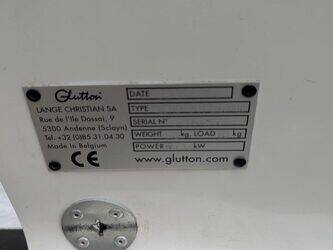 Glutton
LANGE CHRISTIAN SA
Rue de l'Ile Dossai, 9
5300 Andenne (Sclayn)
Tel. +32 (0)85.31.04.30
Made In Belgium
CE
DATE
TYPE
SERIAL N°
WEIGHT kg, LOAD kg
POWER kW
www.glutton.com